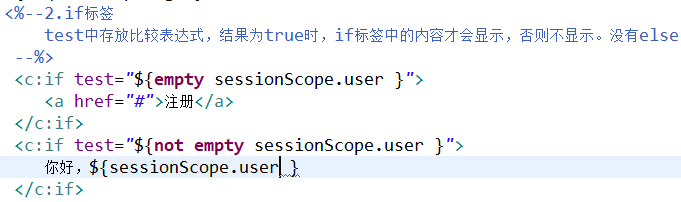 <%--2.if标签
test中存放比较表达式，结果为true时，if标签中的内容才会显示，否则不显示。没有else
--%>
<c:if test="${empty sessionScope.user }">
<a href="#">注册</a>
</c:if>
<c:if test="${not empty sessionScope.user }">
你好，${sessionScope.user }
</c:if>